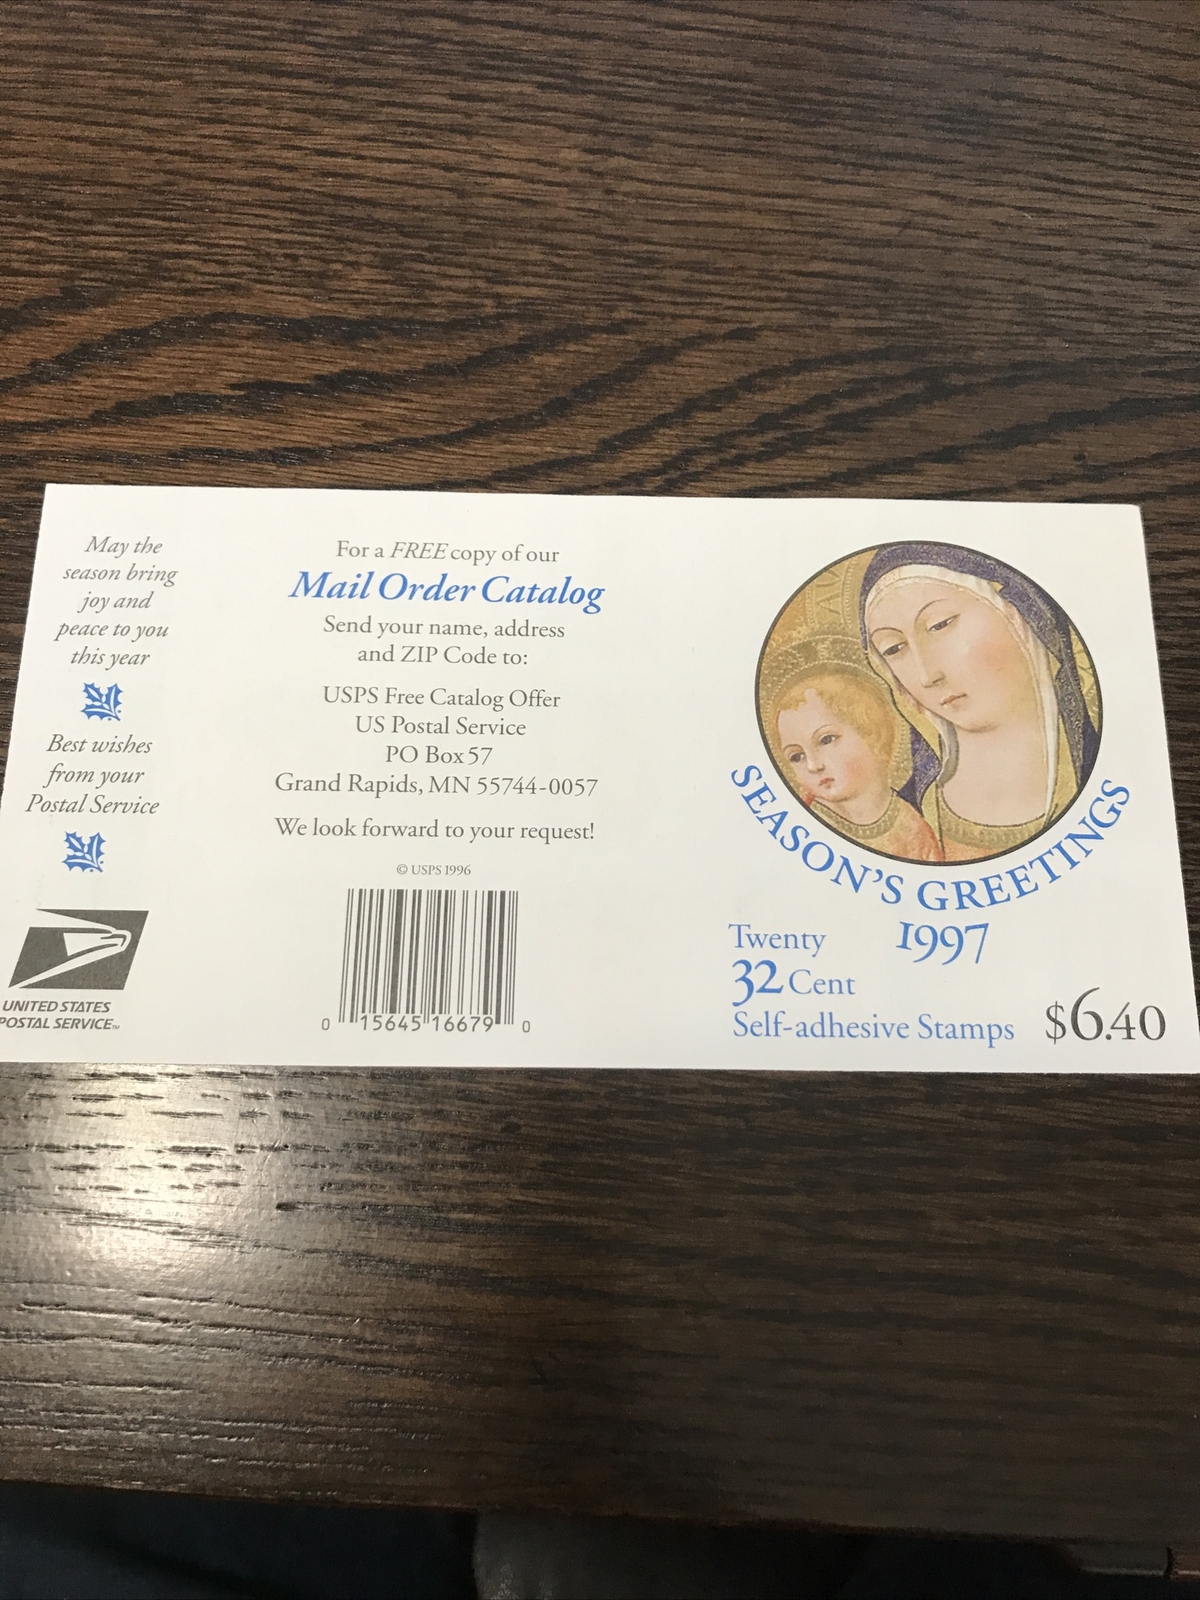 May the
season bring
joy and
peace to you
this year
Best wishes
from your
Postal Service
UNITED STATES
POSTAL SERVICE™
For a FREE copy of our
Mail Order Catalog
Send your name, address
and ZIP Code to:
USPS Free Catalog Offer
US Postal Service
PO Box 57
Grand Rapids, MN 55744-0057
We look forward to your request!
© USPS 1996
0 15645 16679 0
SEASON'S GREETINGS
1997
Twenty
32 Cent
Self-adhesive Stamps
$6.40